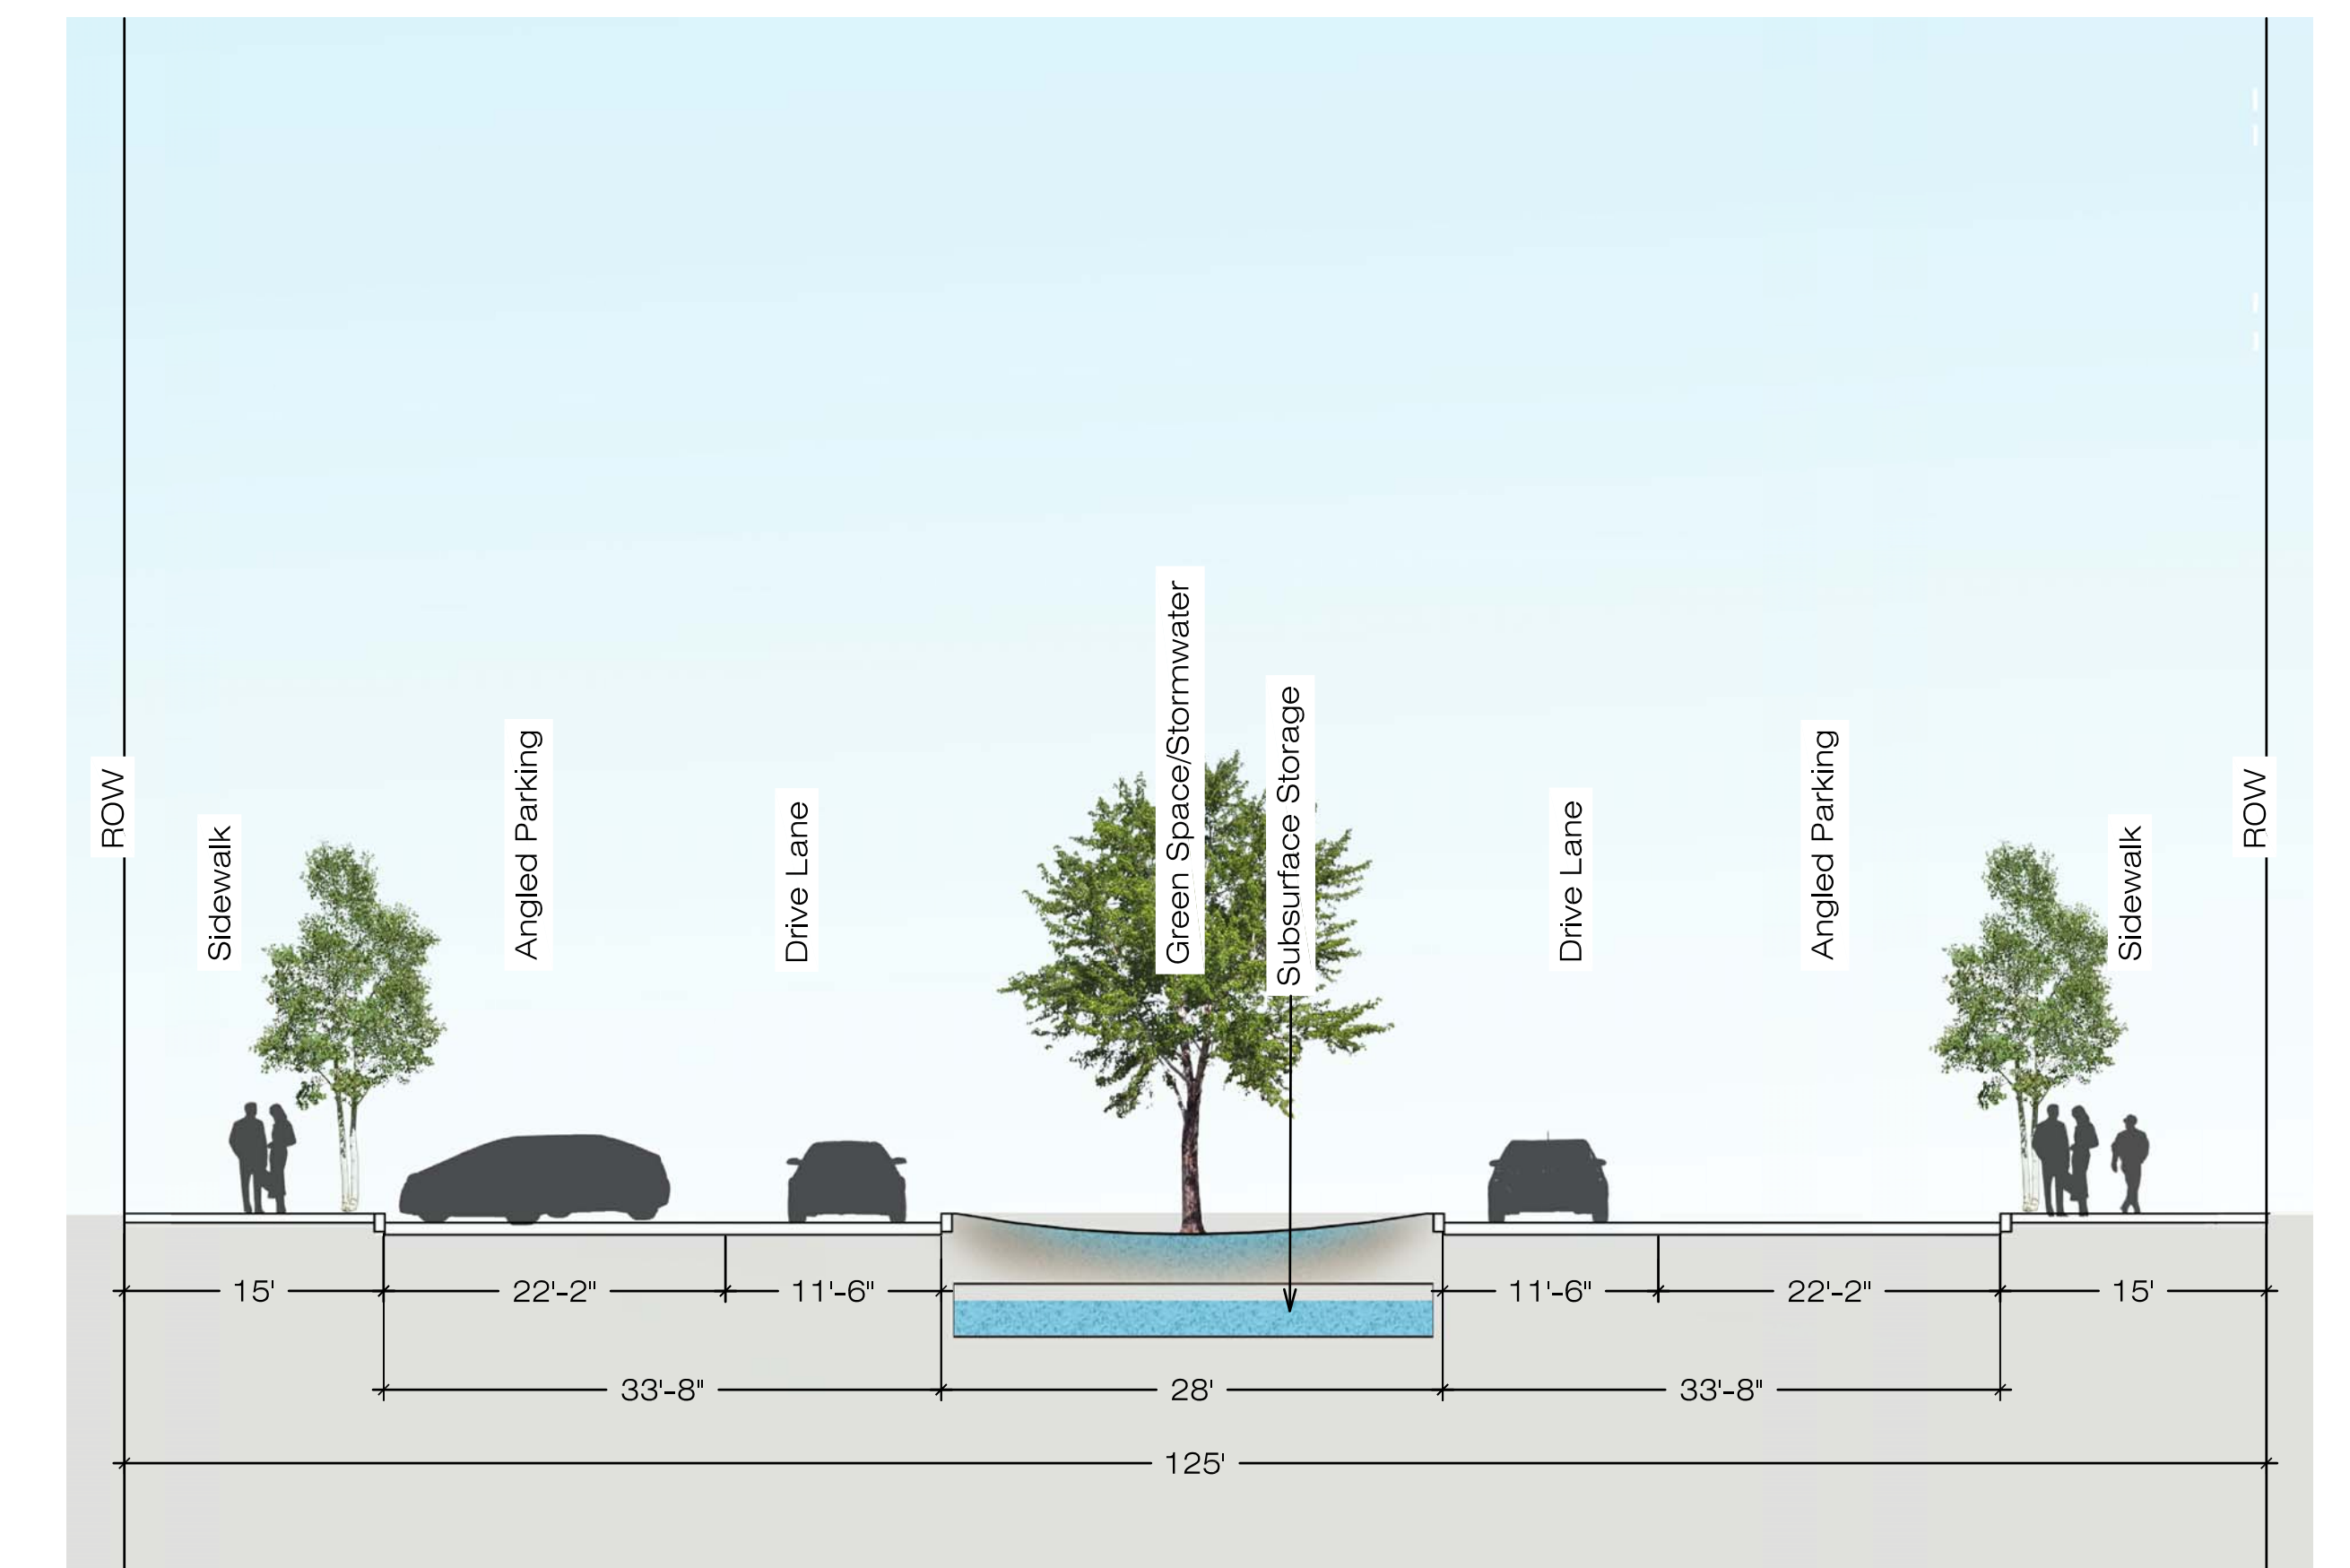 ROW
Sidewalk
Angled Parking
Drive Lane
Green Space/Stormwater
Subsurface Storage
Drive Lane
Angled Parking
Sidewalk
ROW
15'
22'-2"
11'-6"
11'-6"
22'-2"
15'
33'-8"
28'
33'-8"
125'